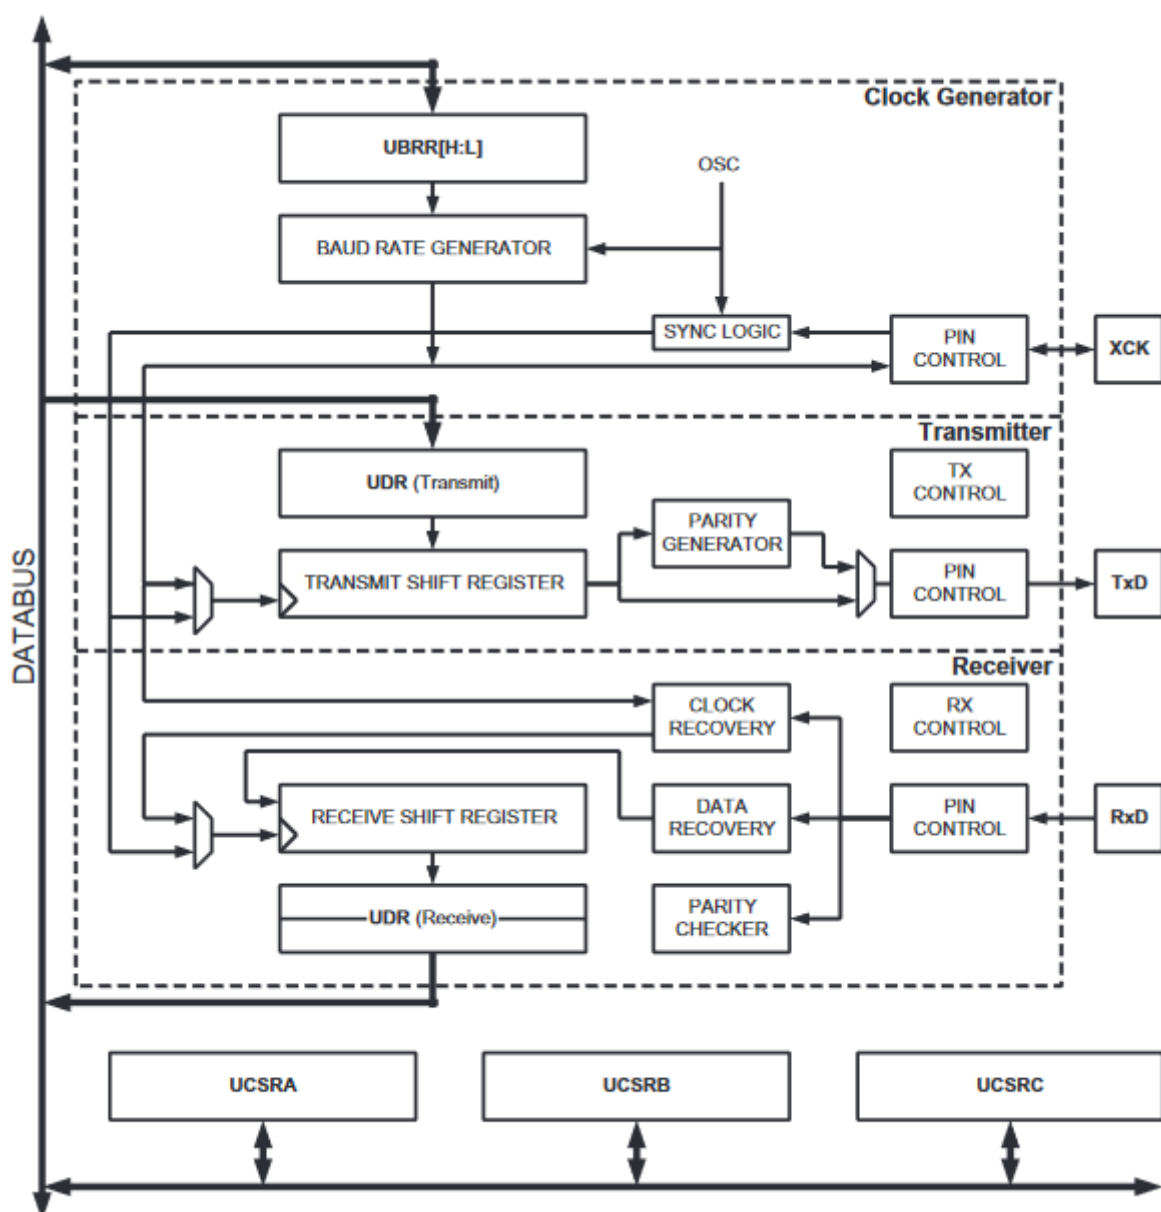 Clock Generator
UBRR[H:L]
OSC
BAUD RATE GENERATOR
SYNC LOGIC
PIN
CONTROL
XCK
Transmitter
UDR (Transmit)
TX
CONTROL
PARITY
GENERATOR
TRANSMIT SHIFT REGISTER
PIN
CONTROL
TxD
DATABUS
Receiver
CLOCK
RECOVERY
RX
CONTROL
RECEIVE SHIFT REGISTER
DATA
RECOVERY
PIN
CONTROL
RxD
UDR (Receive)
PARITY
CHECKER
UCSRA
UCSRB
UCSRC